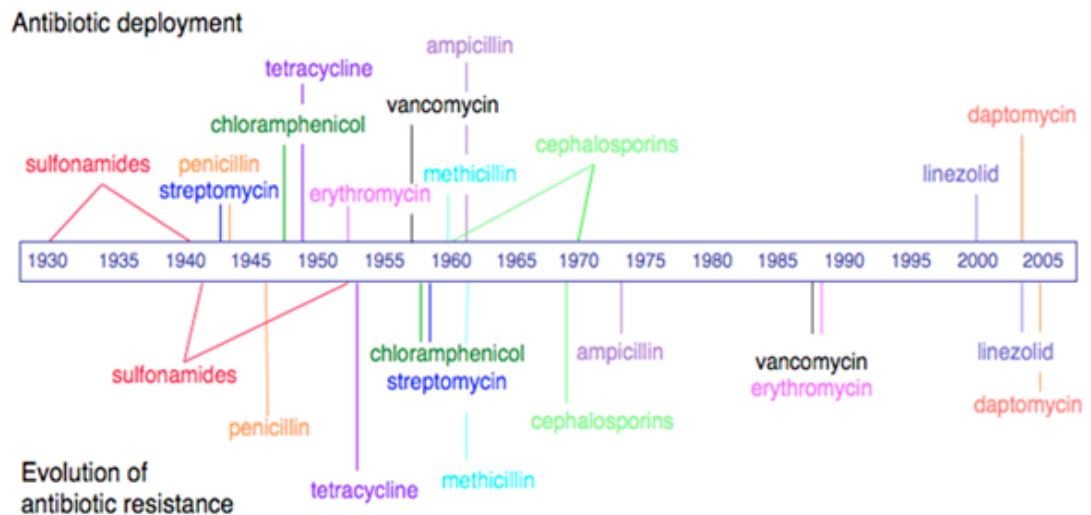 Antibiotic deployment
ampicillin
tetracycline
vancomycin
chloramphenicol
daptomycin
cephalosporins
sulfonamides
penicillin
methicillin
linezolid
streptomycin
erythromycin
1930 1935 1940 1945 1950 1955 1960 1965 1970 1975 1980 1985 1990 1995 2000 2005
chloramphenicol
ampicillin
linezolid
vancomycin
sulfonamides
streptomycin
erythromycin
daptomycin
cephalosporins
penicillin
Evolution of
methicillin
tetracycline
antibiotic resistance